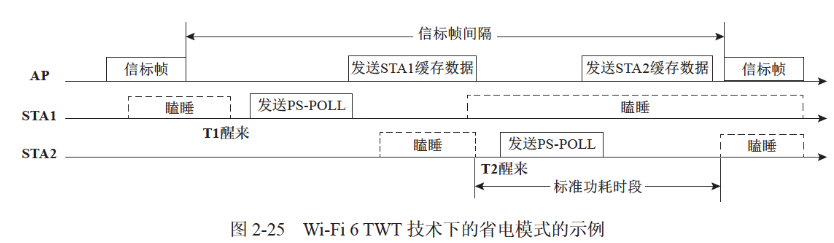 信标帧间隔
AP 信标帧 发送STA1缓存数据 发送STA2缓存数据 信标帧
STA1 瞌睡 发送PS-POLL 瞌睡
T1醒来
STA2 瞌睡 发送PS-POLL 瞌睡
T2醒来
标准功耗时段
图 2-25 Wi-Fi 6 TWT 技术下的省电模式的示例